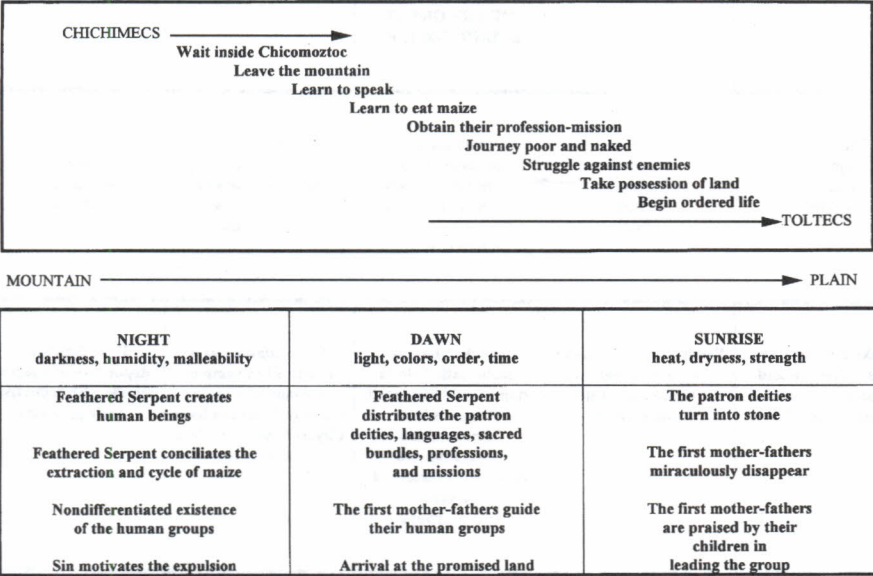 CHICHIMECS
Wait inside Chicomoztoc
Leave the mountain
Learn to speak
Learn to eat maize
Obtain their profession-mission
Journey poor and naked
Struggle against enemies
Take possession of land
Begin ordered life
TOLTECS
MOUNTAIN
PLAIN
NIGHT
darkness, humidity, malleability
Feathered Serpent creates
human beings
Feathered Serpent conciliates the
extraction and cycle of maize
Nondifferentiated existence
of the human groups
Sin motivates the expulsion
DAWN
light, colors, order, time
Feathered Serpent
distributes the patron
deities, languages, sacred
bundles, professions,
and missions
The first mother-fathers guide
their human groups
Arrival at the promised land
SUNRISE
heat, dryness, strength
The patron deities
turn into stone
The first mother-fathers
miraculously disappear
The first mother-fathers
are praised by their
children in
leading the group